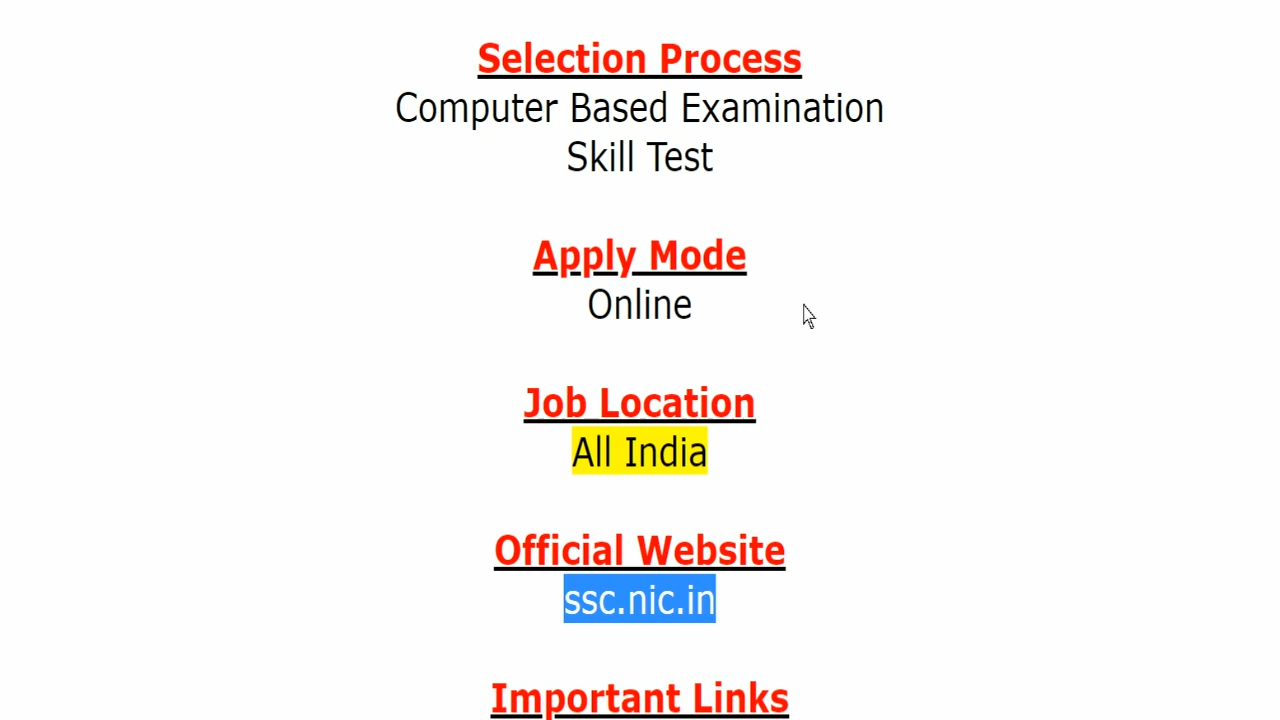 Selection Process
Computer Based Examination
Skill Test
Apply Mode
Online
Job Location
All India
Official Website
ssc.nic.in
Important Links